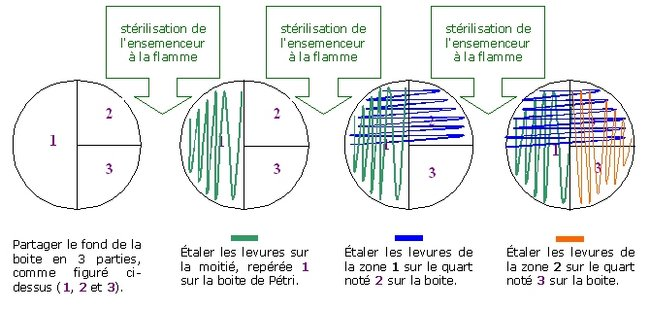 stérilisation de
l'ensemenceur
à la flamme
stérilisation de
l'ensemenceur
à la flamme
stérilisation de
l'ensemenceur
à la flamme
1
2
3
1
2
3
1
3
1
3
Partager le fond de la
boite en 3 parties,
comme figuré ci-
dessus (1, 2 et 3).
Étaler les levures sur
la moitié, repérée 1
sur la boite de Pétri.
Étaler les levures de
la zone 1 sur le quart
noté 2 sur la boite.
Étaler les levures de
la zone 2 sur le quart
noté 3 sur la boite.